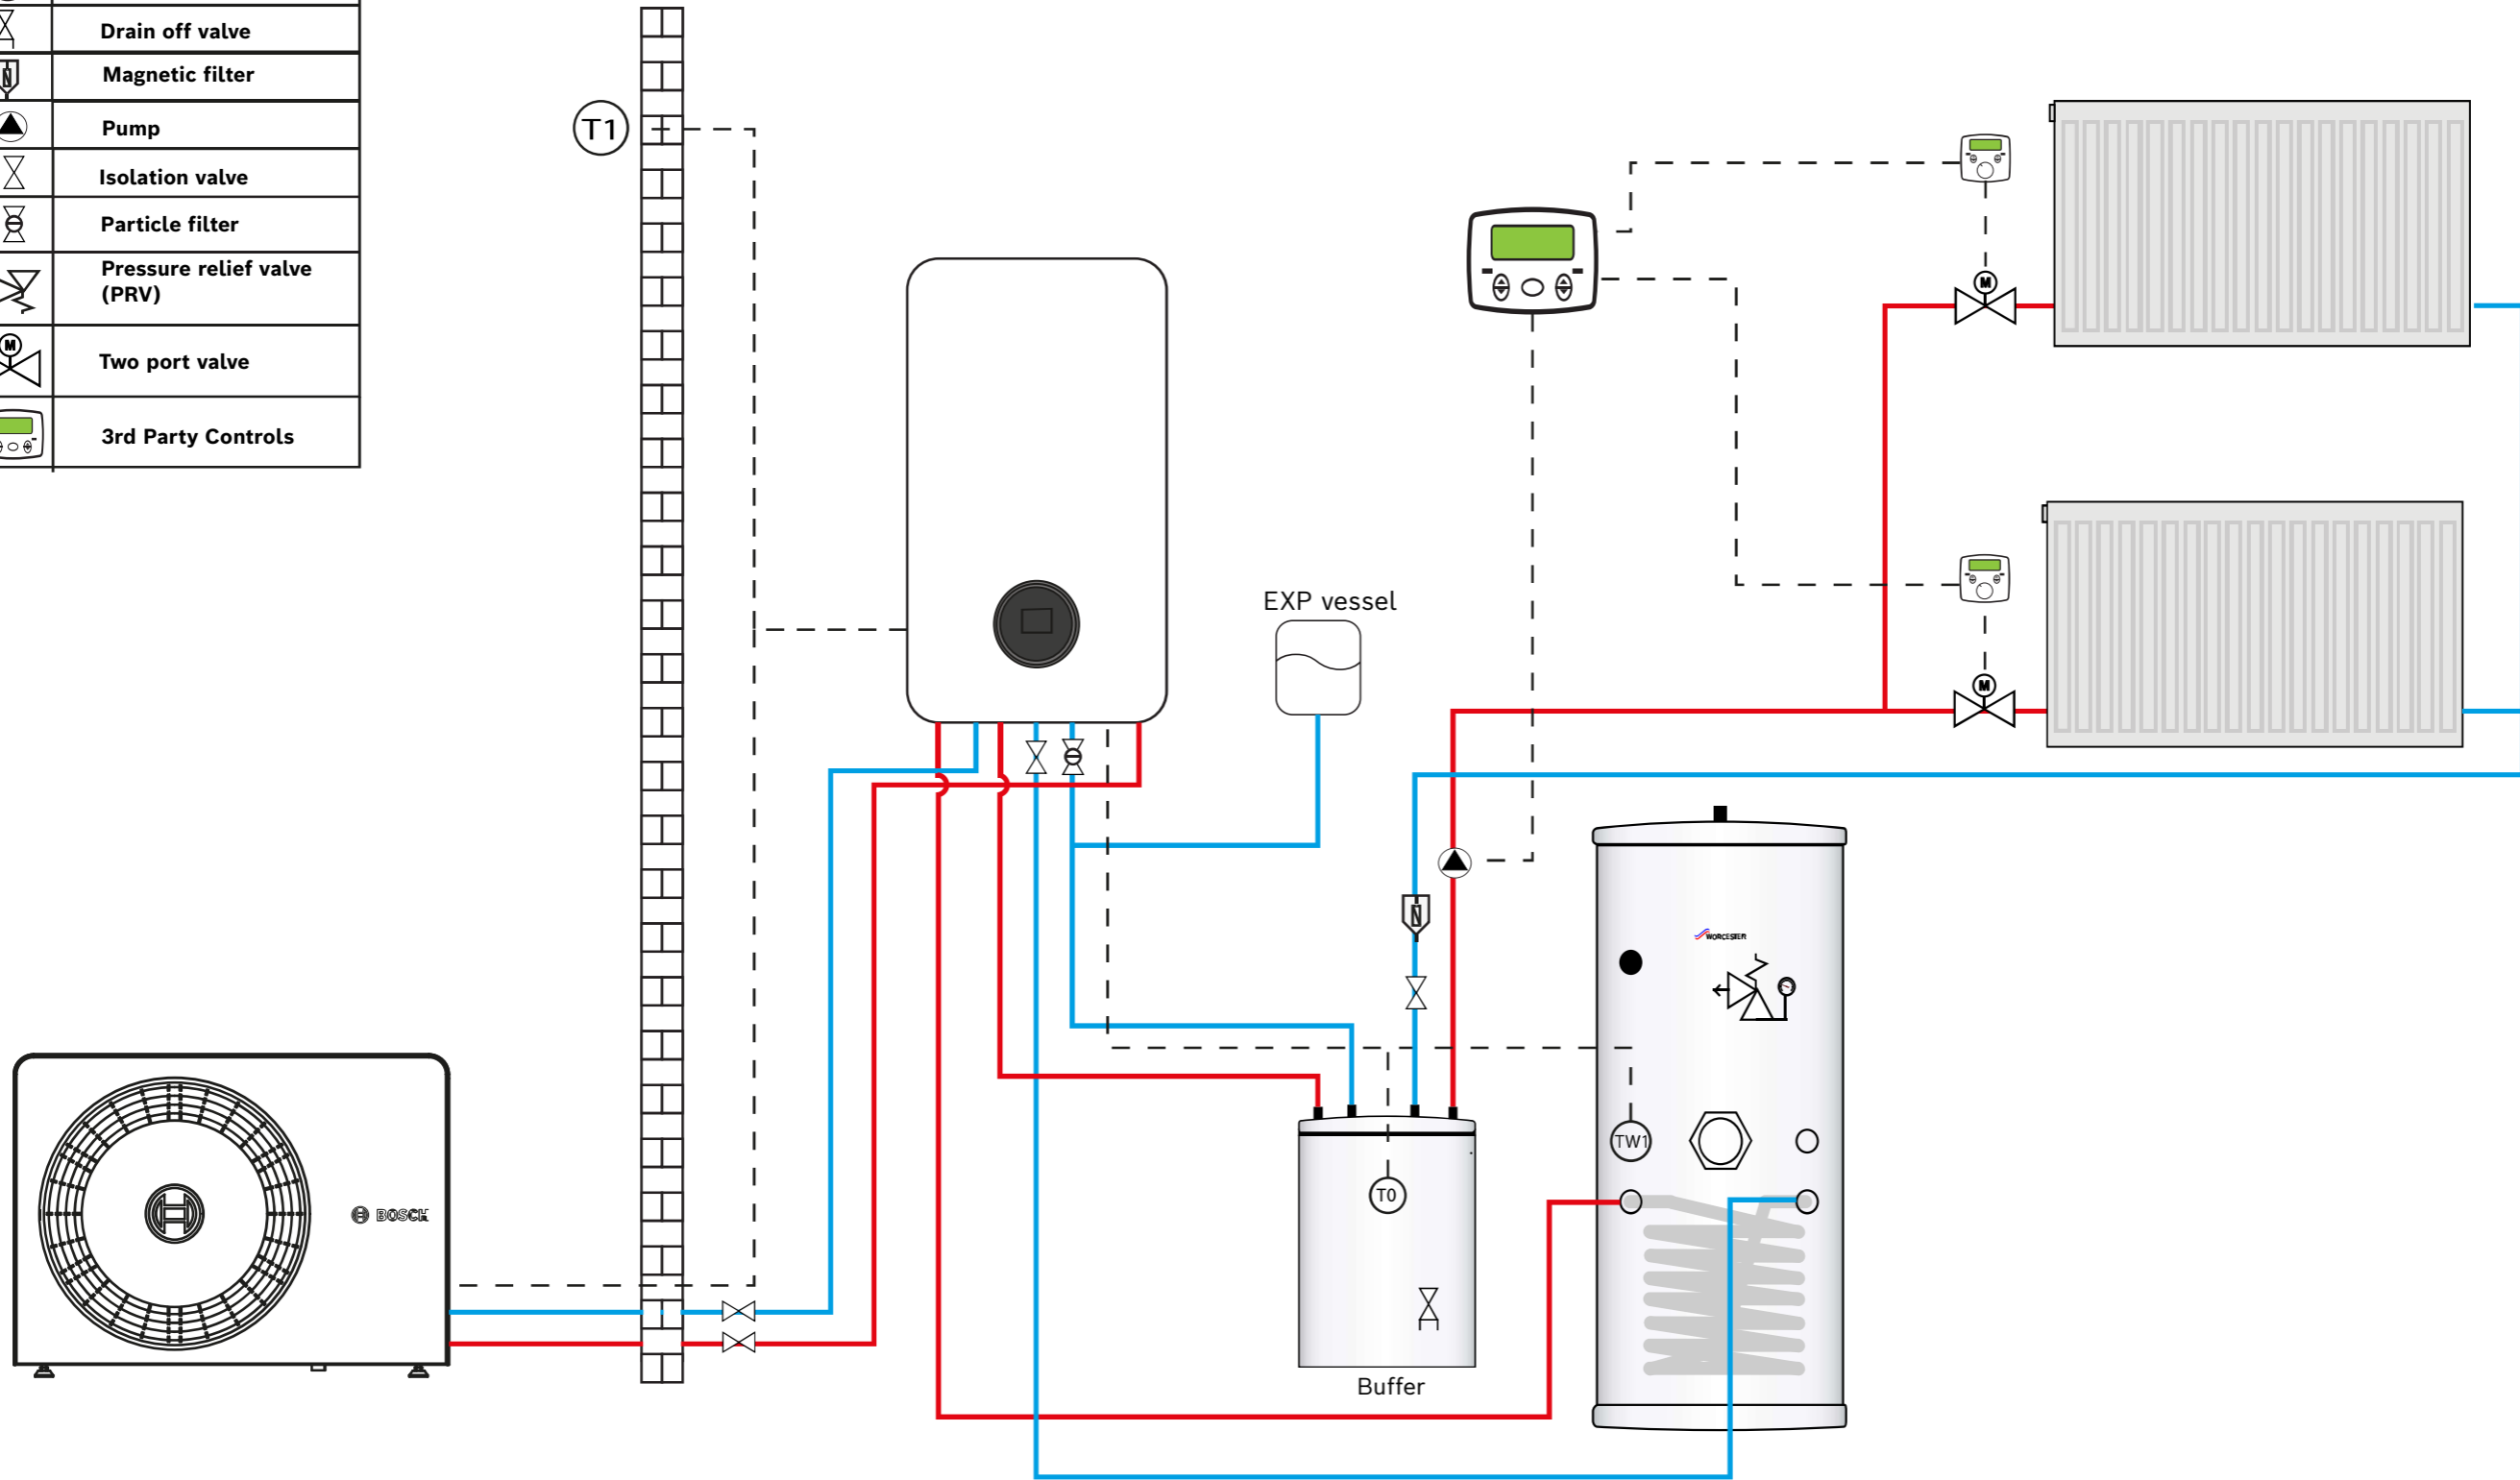 Drain off valve
Magnetic filter
Pump
Isolation valve
Particle filter
Pressure relief valve
(PRV)
M
Two port valve
3rd Party Controls
T1
M
EXP vessel
M
WORCESTER
TW1
T0
BOSCH
Buffer